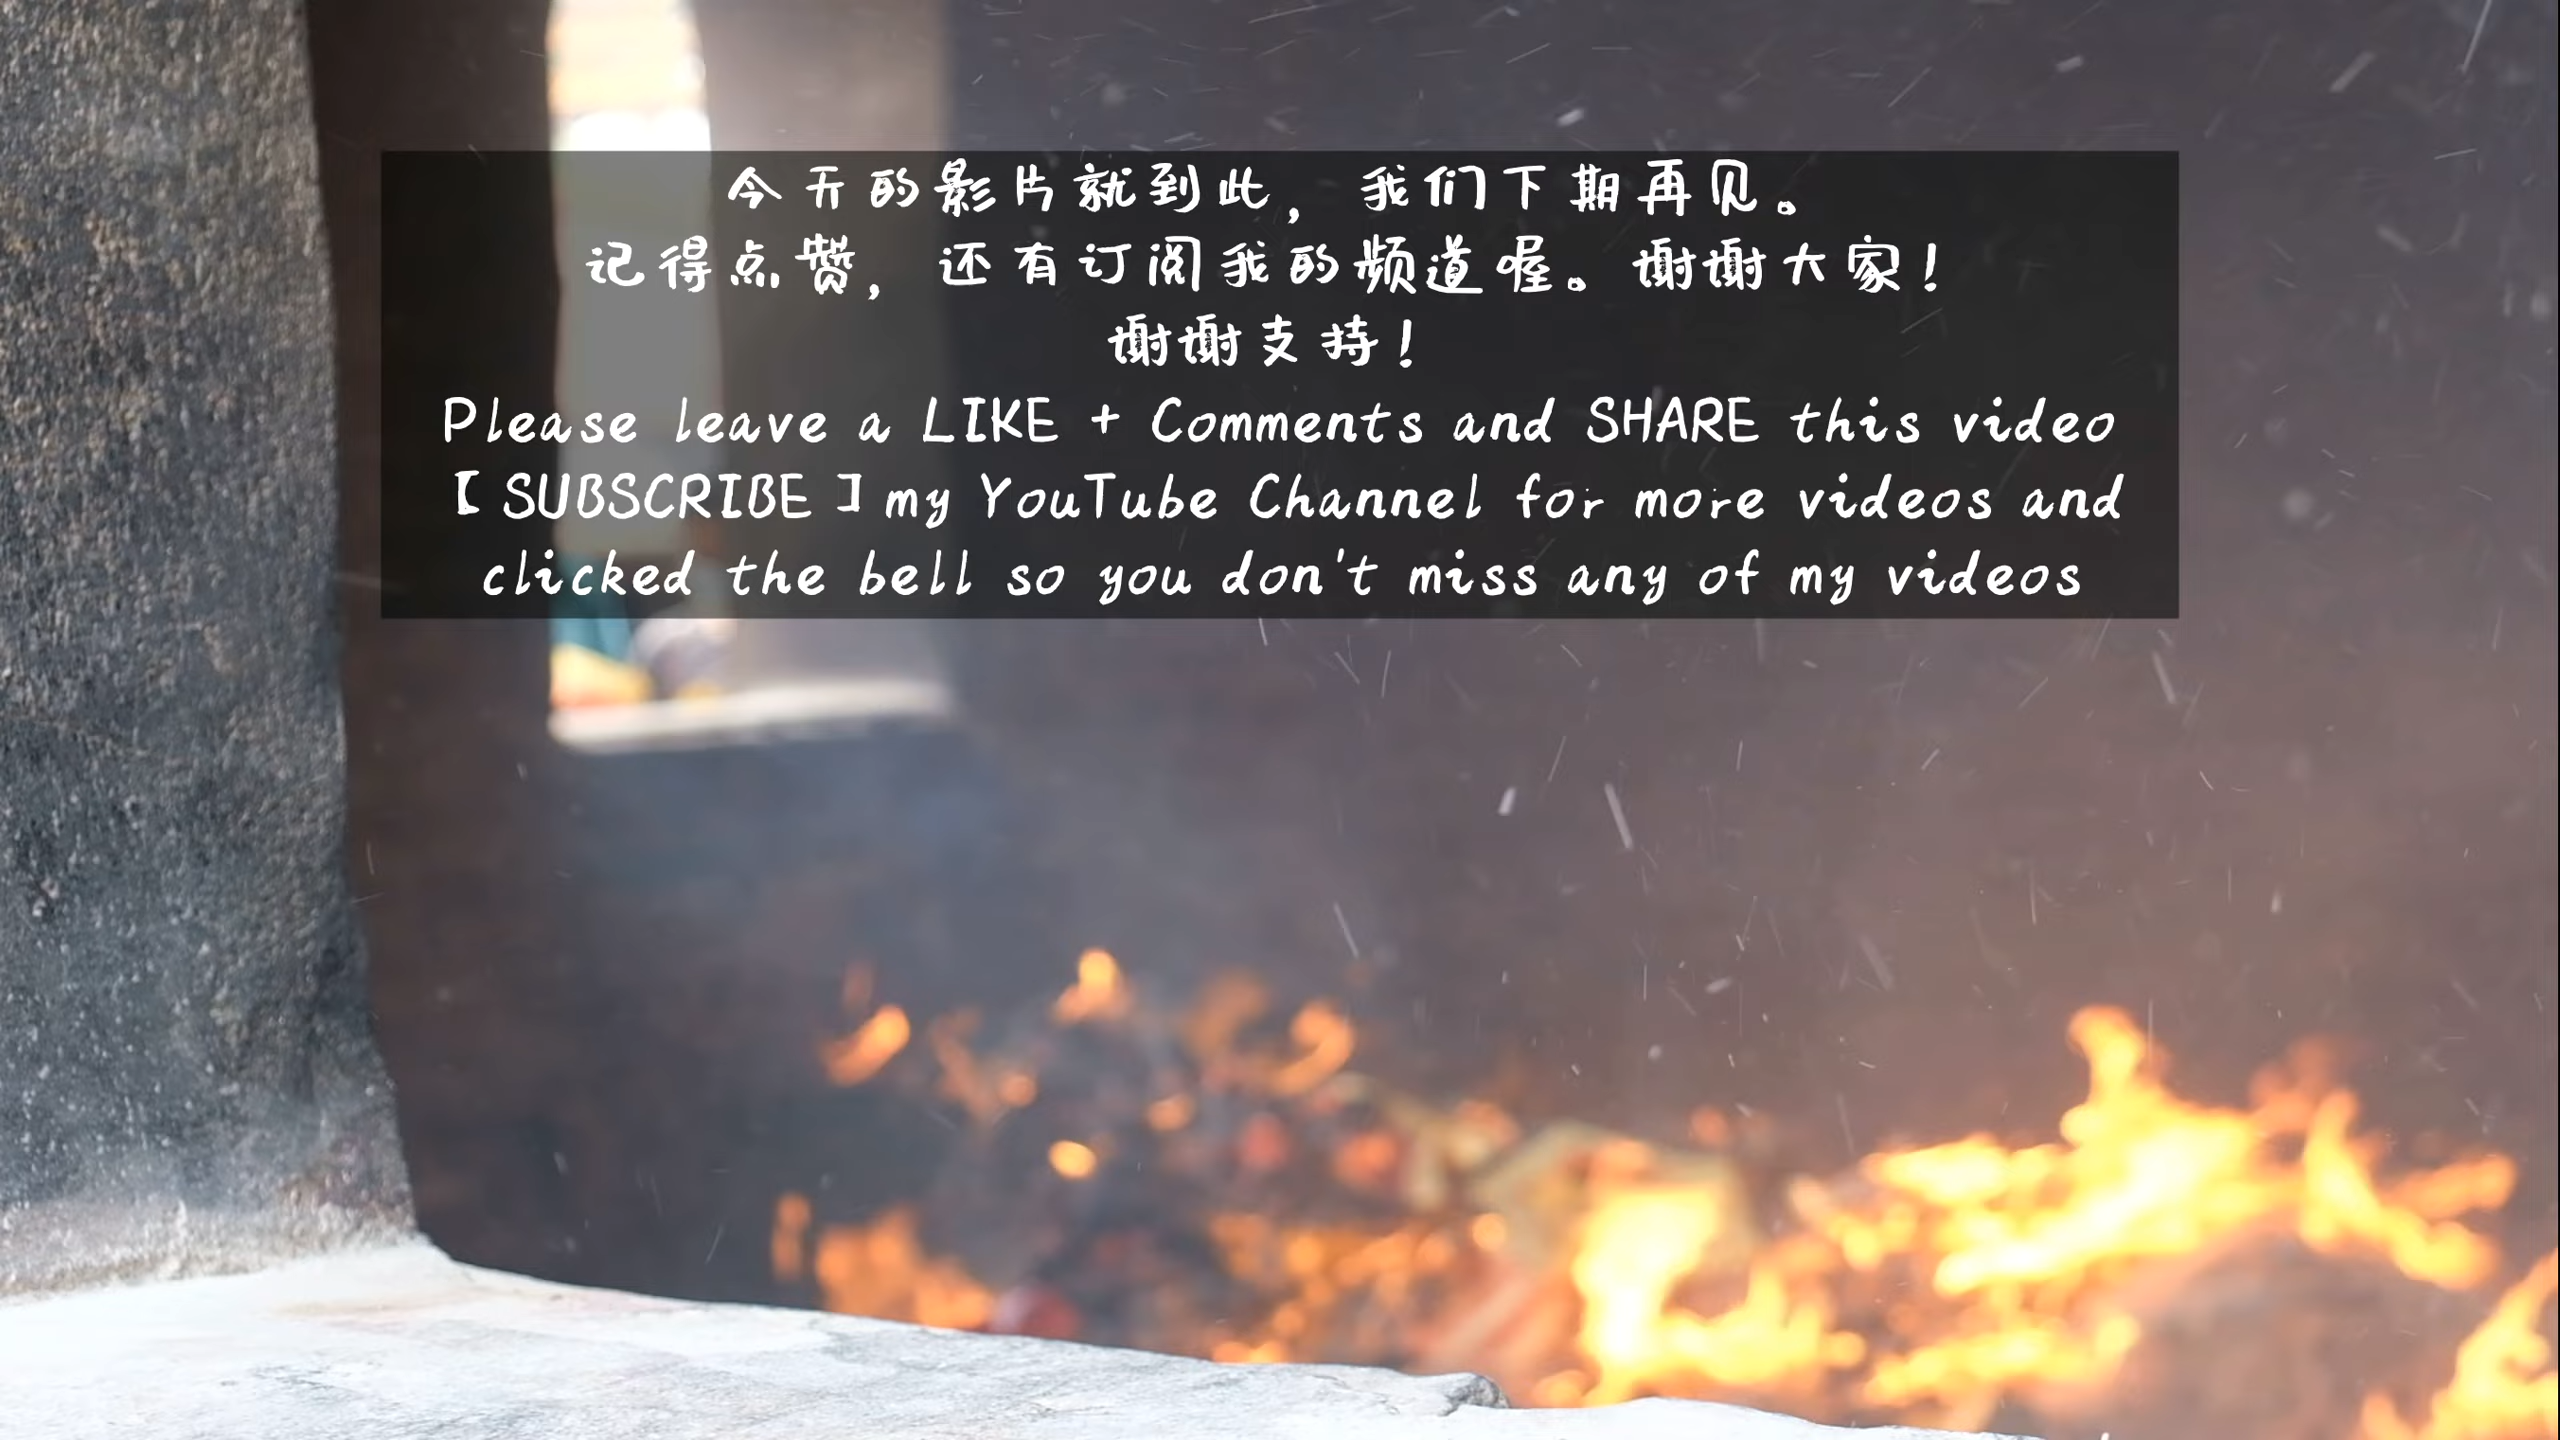 今天的影片就到此，我们下期再见。
记得点赞，还有订阅我的频道喔。谢谢大家！
谢谢支持！
Please leave a LIKE + Comments and SHARE this video
【SUBSCRIBE】my YouTube Channel for more videos and
clicked the bell so you don't miss any of my videos